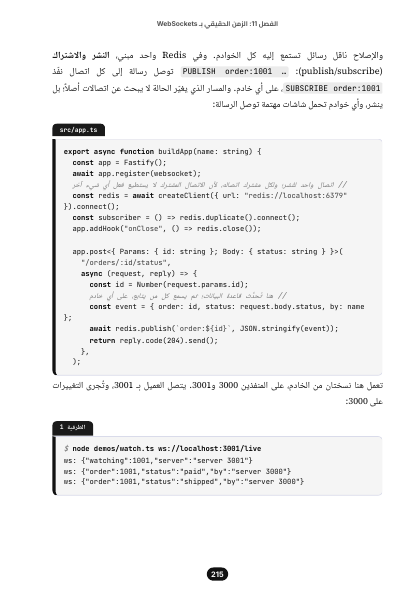 الفصل 11: الزمن الحقيقي بـ WebSockets
والإصلاح ناقل رسائل تستمع إليه كل الخوادم. وفي Redis واحد مبني، النشر والاشتراك
(publish/subscribe): PUBLISH order:1001 … توصل رسالة إلى كل اتصال نفّذ
SUBSCRIBE order:1001، على أي خادم. والمسار الذي يغيّر الحالة لا يبحث عن اتصالات أصلاً؛ بل
ينشر، وأي خوادم تحمل شاشات مهتمة توصل الرسالة:
src/app.ts
export async function buildApp(name: string) {
const app = Fastify();
await app.register(websocket);
// اتصال واحد للنشر، ولكل مشترك اتصاله، لأن الاتصال المشترك لا يستطيع فعل أي شيء آخر
const redis = await createClient({ url: "redis://localhost:6379"
}).connect();
const subscriber = () => redis.duplicate().connect();
app.addHook("onClose", () => redis.close());
app.post<{ Params: { id: string }; Body: { status: string } }>(
"/orders/:id/status",
async (request, reply) => {
const id = Number(request.params.id);
// هنا تُحدَّث قاعدة البيانات؛ ثم يسمع كل من يتابع، على أي خادم
const event = { order: id, status: request.body.status, by: name
};
await redis.publish(`order:${id}`, JSON.stringify(event));
return reply.code(204).send();
},
);
تعمل هنا نسختان من الخادم، على المنفذين 3000 و3001. يتصل العميل بـ 3001، وتُجرى التغييرات
على 3000:
الطرفية 1
$ node demos/watch.ts ws://localhost:3001/live
ws: {"watching":1001,"server":"server 3001"}
ws: {"order":1001,"status":"paid","by":"server 3000"}
ws: {"order":1001,"status":"shipped","by":"server 3000"}
215